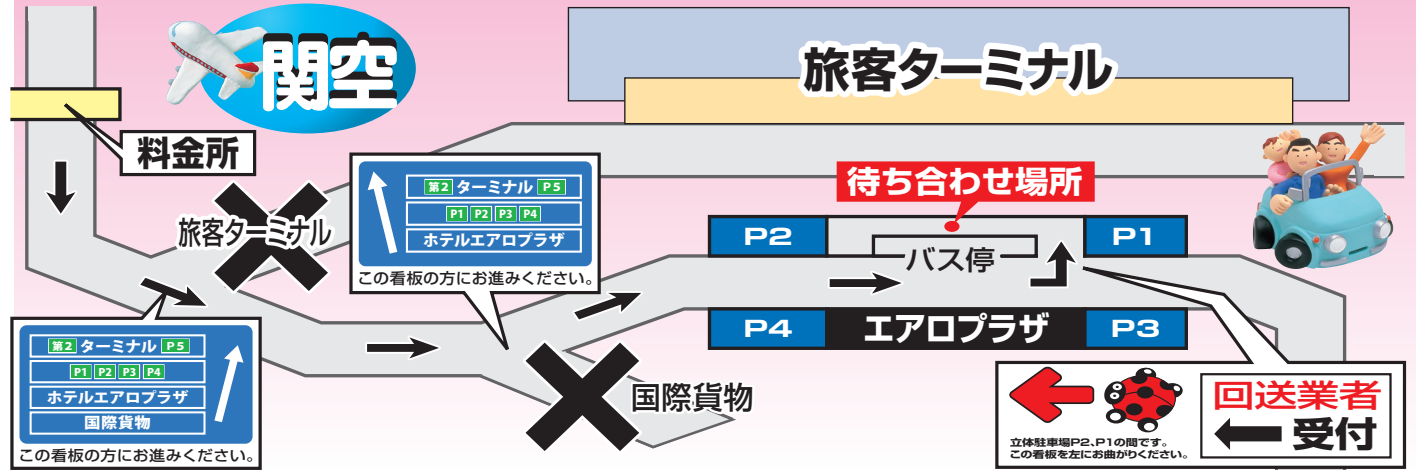 関空
旅客ターミナル
料金所
待ち合わせ場所
第2 ターミナル P5
P1 P2 P3 P4
ホテルエアロプラザ
この看板の方にお進みください。
旅客ターミナル
P2
P1
バス停
P4
エアロプラザ
P3
第2 ターミナル P5
P1 P2 P3 P4
ホテルエアロプラザ
国際貨物
この看板の方にお進みください。
国際貨物
立体駐車場P2、P1の間です。
この看板を左にお曲がりください。
回送業者
受付